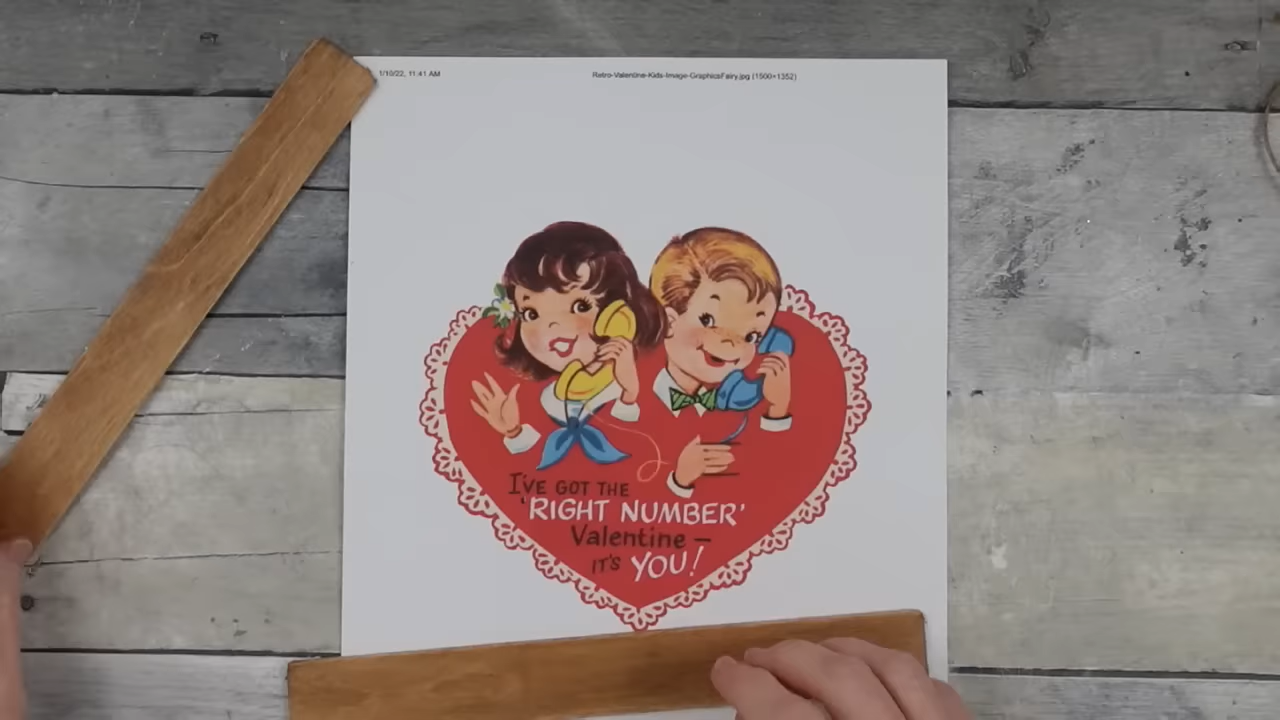 1/10/22, 11:41 AM
Retro-Valentine-Kids-Image-GraphicsFairy.jpg (1500×1352)
I'VE GOT THE
'RIGHT NUMBER'
Valentine –
IT'S YOU!